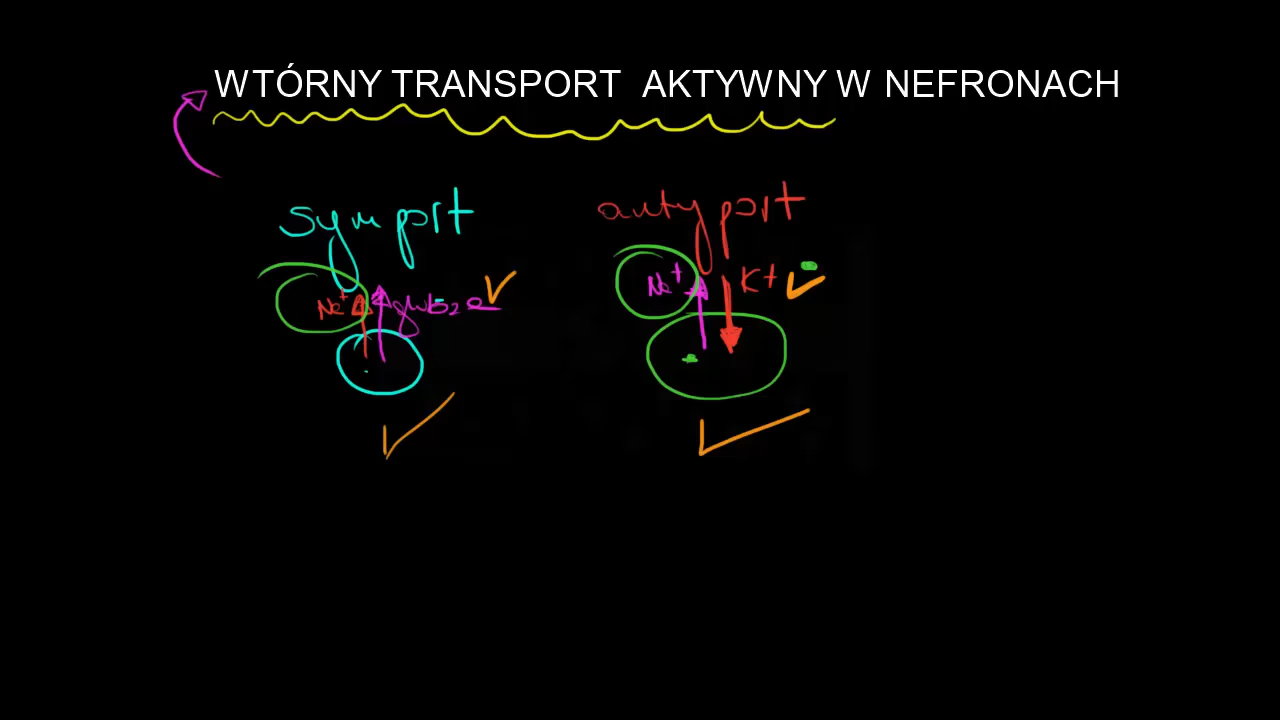 WTÓRNY TRANSPORT AKTYWNY W NEFRONACH
symport antyport
Na+ glukoza Na+ K+